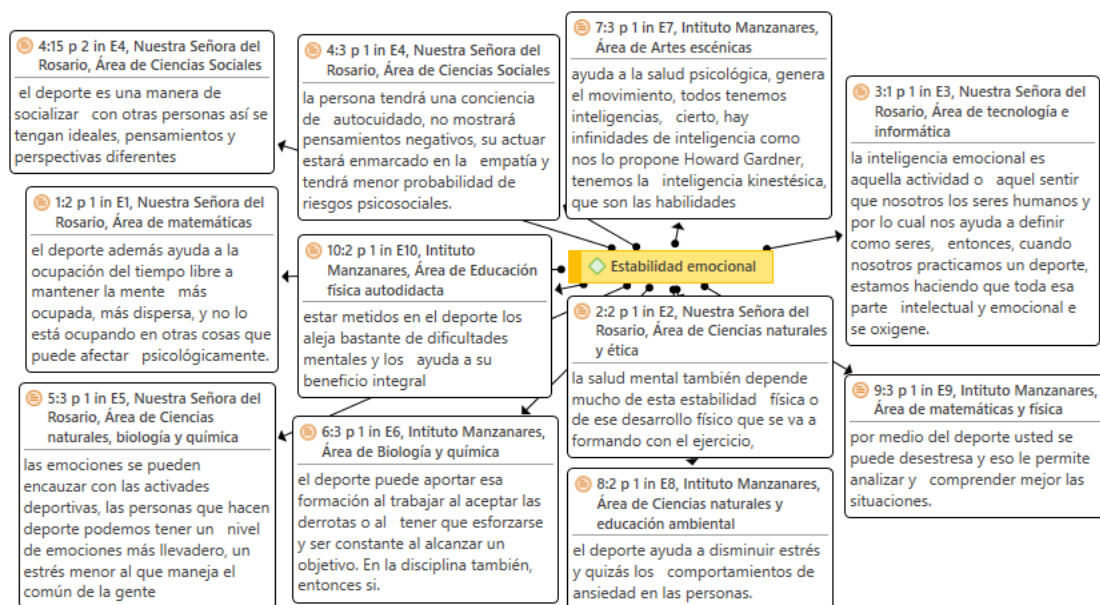 4:15 p 2 in E4, Nuestra Señora del
Rosario, Área de Ciencias Sociales
el deporte es una manera de
socializar con otras personas así se
tengan ideales, pensamientos y
perspectivas diferentes
4:3 p 1 in E4, Nuestra Señora del
Rosario, Área de Ciencias Sociales
la persona tendrá una conciencia
de autocuidado, no mostrará
pensamientos negativos, su actuar
estará enmarcado en la empatía y
tendrá menor probabilidad de
riesgos psicosociales.
7:3 p 1 in E7, Intituto Manzanares,
Área de Artes escénicas
ayuda a la salud psicológica, genera
el movimiento, todos tenemos
inteligencias, cierto, hay
infinidades de inteligencia como
nos lo propone Howard Gardner,
tenemos la inteligencia kinestésica,
que son las habilidades
3:1 p 1 in E3, Nuestra Señora del
Rosario, Área de tecnología e
informática
la inteligencia emocional es
aquella actividad o aquel sentir
que nosotros los seres humanos y
por lo cual nos ayuda a definir
como seres, entonces, cuando
nosotros practicamos un deporte,
estamos haciendo que toda esa
parte intelectual y emocional e
se oxigene.
1:2 p 1 in E1, Nuestra Señora del
Rosario, Área de matemáticas
el deporte además ayuda a la
ocupación del tiempo libre a
mantener la mente más
ocupada, más dispersa, y no lo
está ocupando en otras cosas que
puede afectar psicológicamente.
10:2 p 1 in E10, Intituto
Manzanares, Área de Educación
física autodidacta
estar metidos en el deporte los
aleja bastante de dificultades
mentales y los ayuda a su
beneficio integral
Estabilidad emocional
2:2 p 1 in E2, Nuestra Señora del
Rosario, Área de Ciencias naturales
y ética
la salud mental también depende
mucho de esta estabilidad física o
de ese desarrollo físico que se va a
formando con el ejercicio,
5:3 p 1 in E5, Nuestra Señora del
Rosario, Área de Ciencias
naturales, biología y química
las emociones se pueden
encauzar con las activades
deportivas, las personas que hacen
deporte podemos tener un nivel
de emociones más llevadero, un
estrés menor al que maneja el
común de la gente
6:3 p 1 in E6, Intituto Manzanares,
Área de Biología y química
el deporte puede aportar esa
formación al trabajar al aceptar las
derrotas o al tener que esforzarse
y ser constante al alcanzar un
objetivo. En la disciplina también,
entonces si.
8:2 p 1 in E8, Intituto Manzanares,
Área de Ciencias naturales y
educación ambiental
el deporte ayuda a disminuir estrés
y quizás los comportamientos de
ansiedad en las personas.
9:3 p 1 in E9, Intituto Manzanares,
Área de matemáticas y física
por medio del deporte usted se
puede desestresa y eso le permite
analizar y comprender mejor las
situaciones.